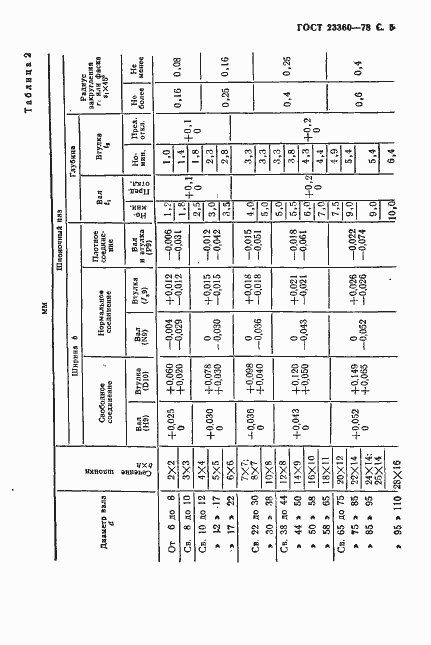 ГОСТ 23360—78 С. 5
Таблица 2
мм
Диаметр вала d
Сечение шпонки b×h
Шпоночный паз
Ширина b
Глубина
Радиус закругления r₁ или фаска s₁×45°
Свободное соединение
Нормальное соединение
Плотное соединение
Вал t₁
Втулка t₂
Вал (H9)
Втулка (D10)
Вал (N9)
Втулка (Jₛ9)
Вал и втулка (P9)
Номин.
Пред. откл.
Номин.
Пред. откл.
Не более
Не менее
От 6 до 8 2×2 +0,025 0 +0,060 +0,020 —0,004 —0,029 +0,012 —0,012 —0,006 —0,031 1,2 +0,1 0 1,0 +0,1 0 0,16 0,08
Св. 8 до 10 3×3 1,8 1,4
Св. 10 до 12 4×4 +0,030 0 +0,078 +0,030 0 —0,030 +0,015 —0,015 —0,012 —0,042 2,5 1,8
» 12 » 17 5×5 3,0 2,3 0,25 0,16
» 17 » 22 6×6 3,5 2,8
Св. 22 до 30 7×7; 8×7 +0,036 0 +0,098 +0,040 0 —0,036 +0,018 —0,018 —0,015 —0,051 4,0 +0,2 0 3,3 +0,2 0
» 30 » 38 10×8 5,0 3,3 0,4 0,25
Св. 38 до 44 12×8 +0,043 0 +0,120 +0,050 0 —0,043 +0,021 —0,021 —0,018 —0,061 5,0 3,3
» 44 » 50 14×9 5,5 3,8
» 50 » 58 16×10 6,0 4,3
» 58 » 65 18×11 7,0 4,4
Св. 65 до 75 20×12 +0,052 0 +0,149 +0,065 0 —0,052 +0,026 —0,026 —0,022 —0,074 7,5 4,9 0,6 0,4
» 75 » 85 22×14 9,0 5,4
» 85 » 95 24×14; 25×14 9,0 5,4
» 95 » 110 28×16 10,0 6,4